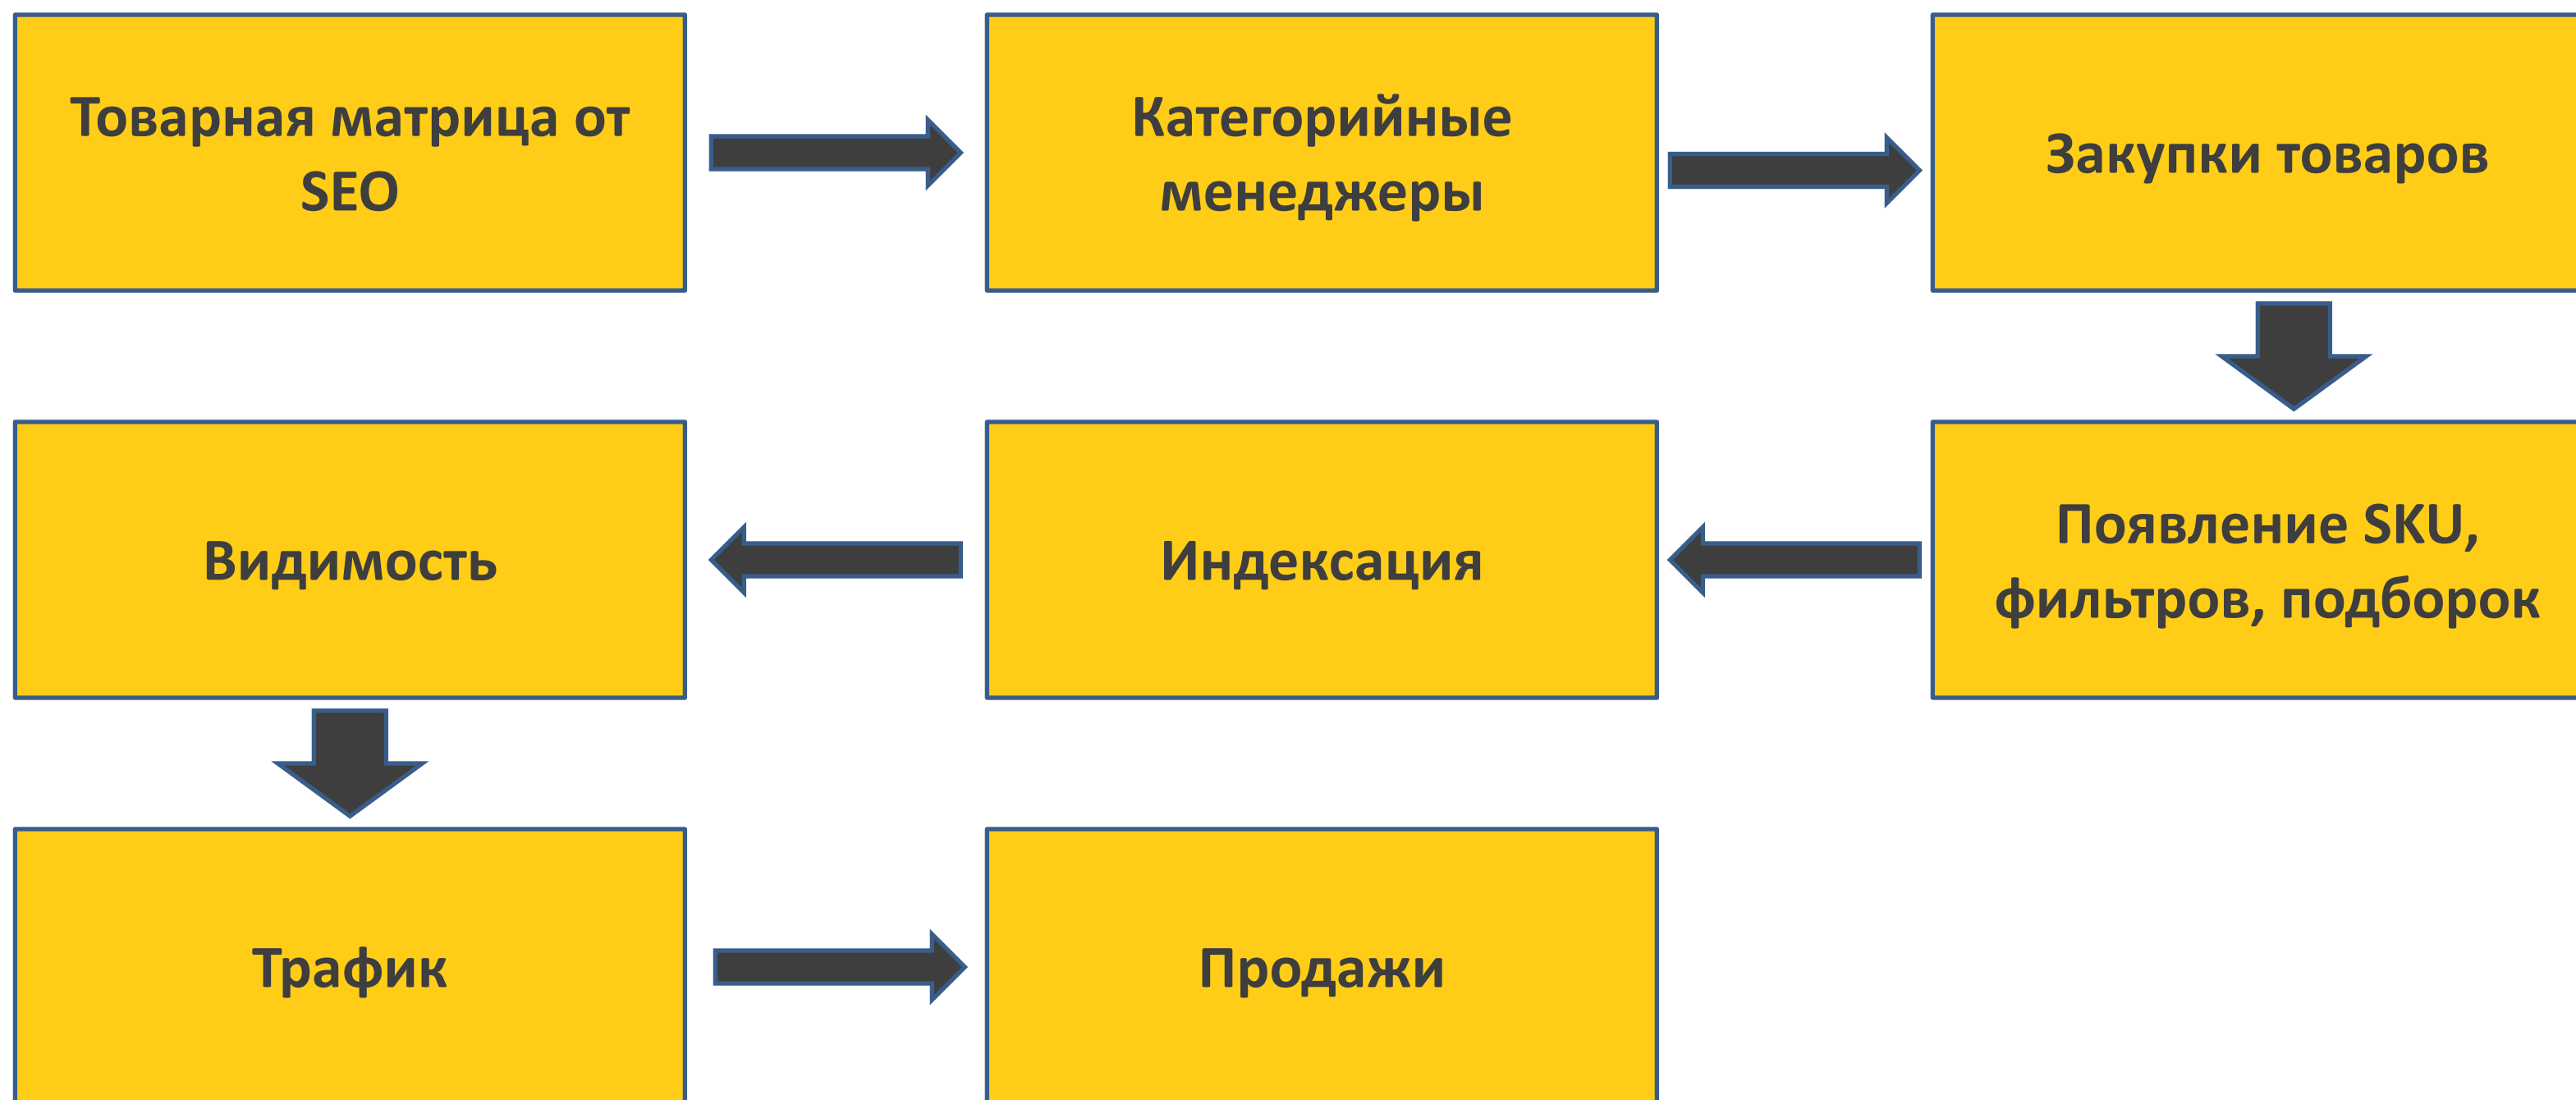 Товарная матрица от
SEO
Категорийные
менеджеры
Закупки товаров
Появление SKU,
фильтров, подборок
Индексация
Видимость
Трафик
Продажи